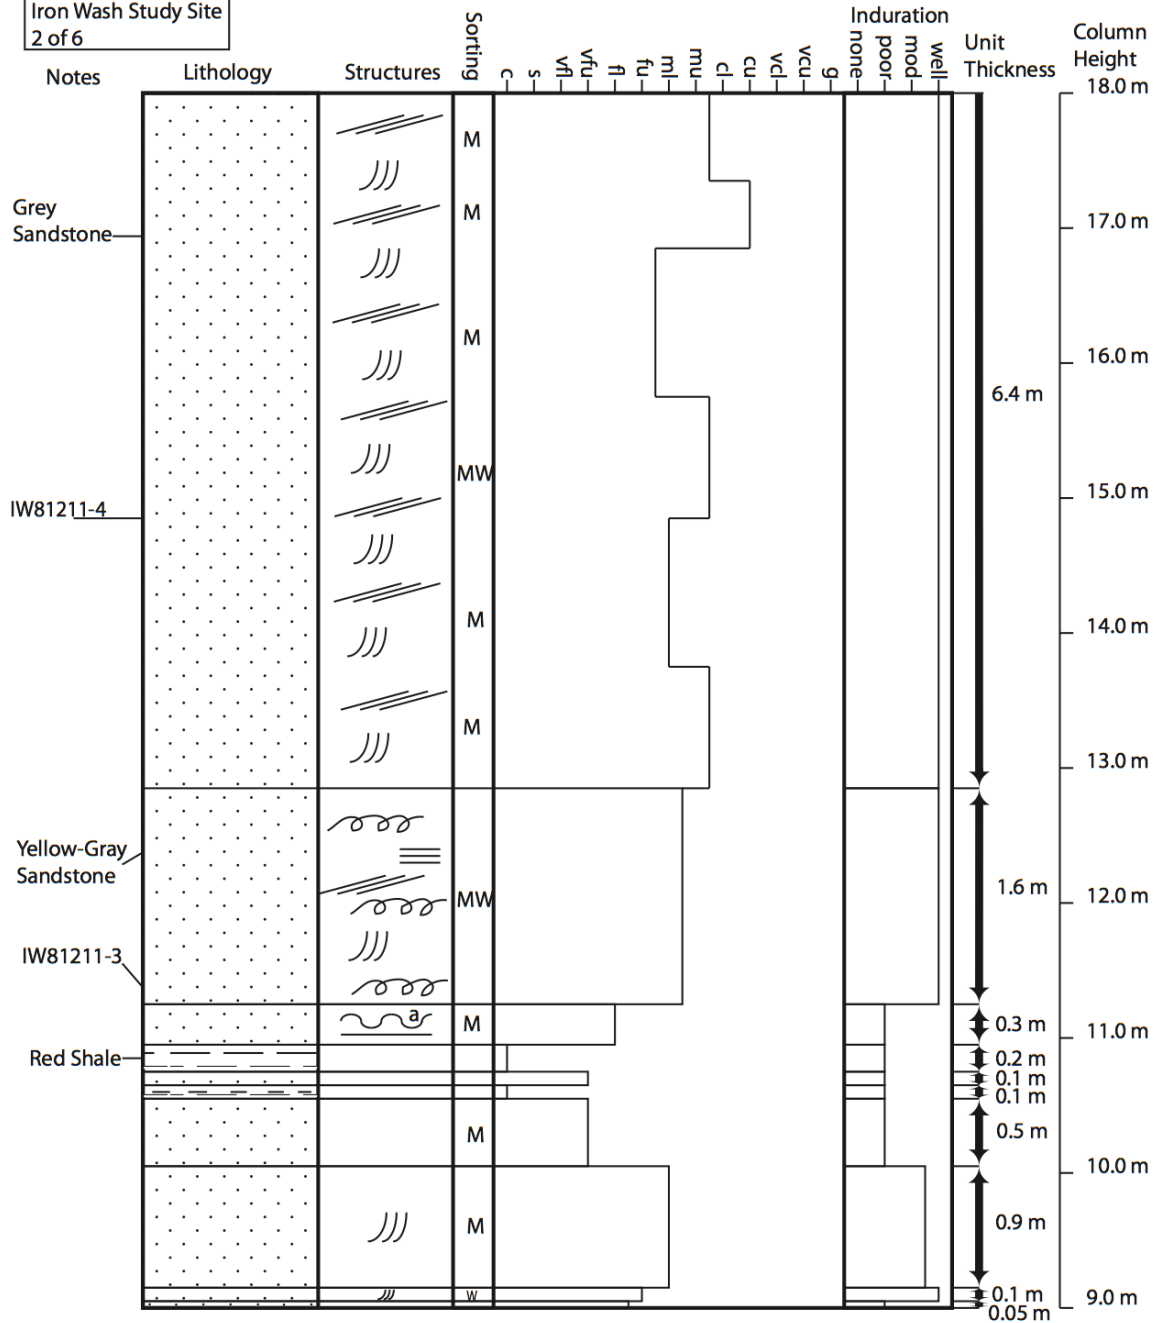 Iron Wash Study Site
2 of 6
Notes
Lithology
Structures
Sorting
c
s
vfl
vfu
fl
fu
ml
mu
cl
cu
vcl
vcu
g
Induration
none
poor
mod
well
Unit
Thickness
Column
Height
18.0 m
M
Grey
Sandstone
M
17.0 m
M
16.0 m
6.4 m
MW
15.0 m
IW81211-4
M
14.0 m
M
13.0 m
Yellow-Gray
Sandstone
MW
1.6 m
12.0 m
IW81211-3
a
M
0.3 m
11.0 m
Red Shale
0.2 m
0.1 m
0.1 m
M
0.5 m
10.0 m
M
0.9 m
W
0.1 m
9.0 m
0.05 m